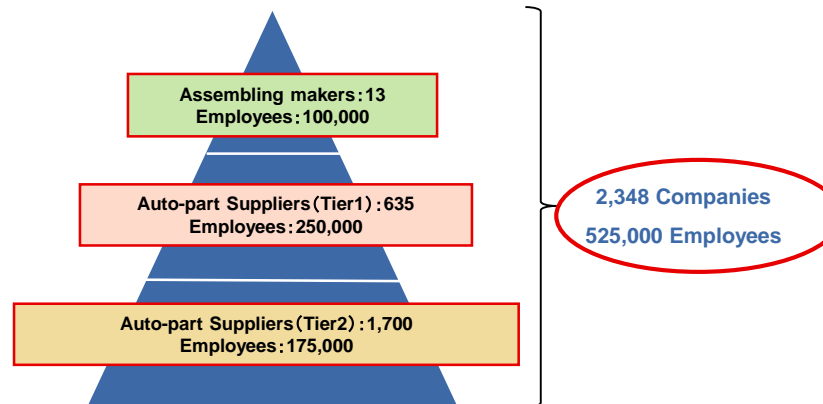 Assembling makers：13
Employees：100,000
Auto-part Suppliers（Tier1）：635
Employees：250,000
Auto-part Suppliers（Tier2）：1,700
Employees：175,000
2,348 Companies
525,000 Employees